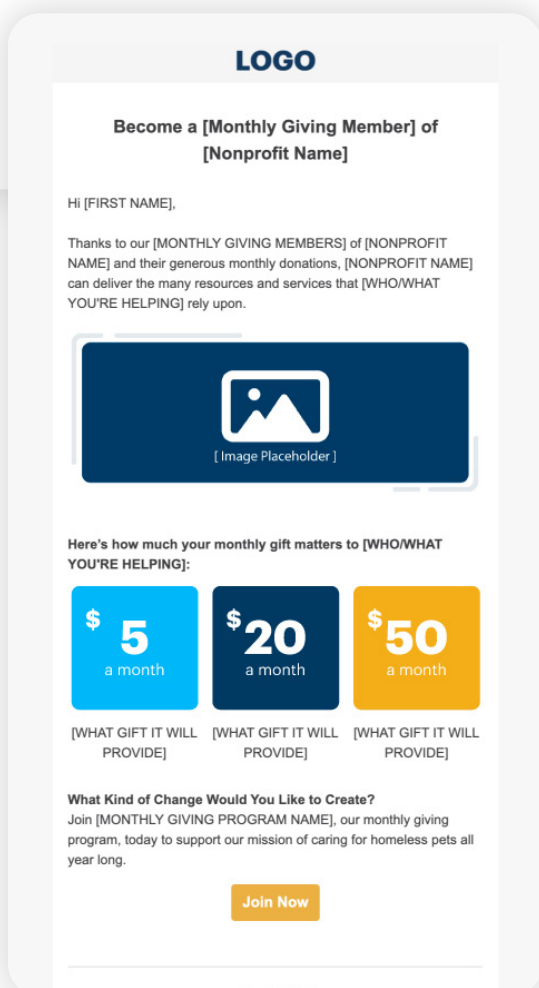 LOGO
Become a [Monthly Giving Member] of
[Nonprofit Name]
Hi [FIRST NAME],
Thanks to our [MONTHLY GIVING MEMBERS] of [NONPROFIT
NAME] and their generous monthly donations, [NONPROFIT NAME]
can deliver the many resources and services that [WHO/WHAT
YOU'RE HELPING] rely upon.
[ Image Placeholder ]
Here's how much your monthly gift matters to [WHO/WHAT
YOU'RE HELPING]:
$5
a month
$20
a month
$50
a month
[WHAT GIFT IT WILL
PROVIDE]
[WHAT GIFT IT WILL
PROVIDE]
[WHAT GIFT IT WILL
PROVIDE]
What Kind of Change Would You Like to Create?
Join [MONTHLY GIVING PROGRAM NAME], our monthly giving
program, today to support our mission of caring for homeless pets all
year long.
Join Now